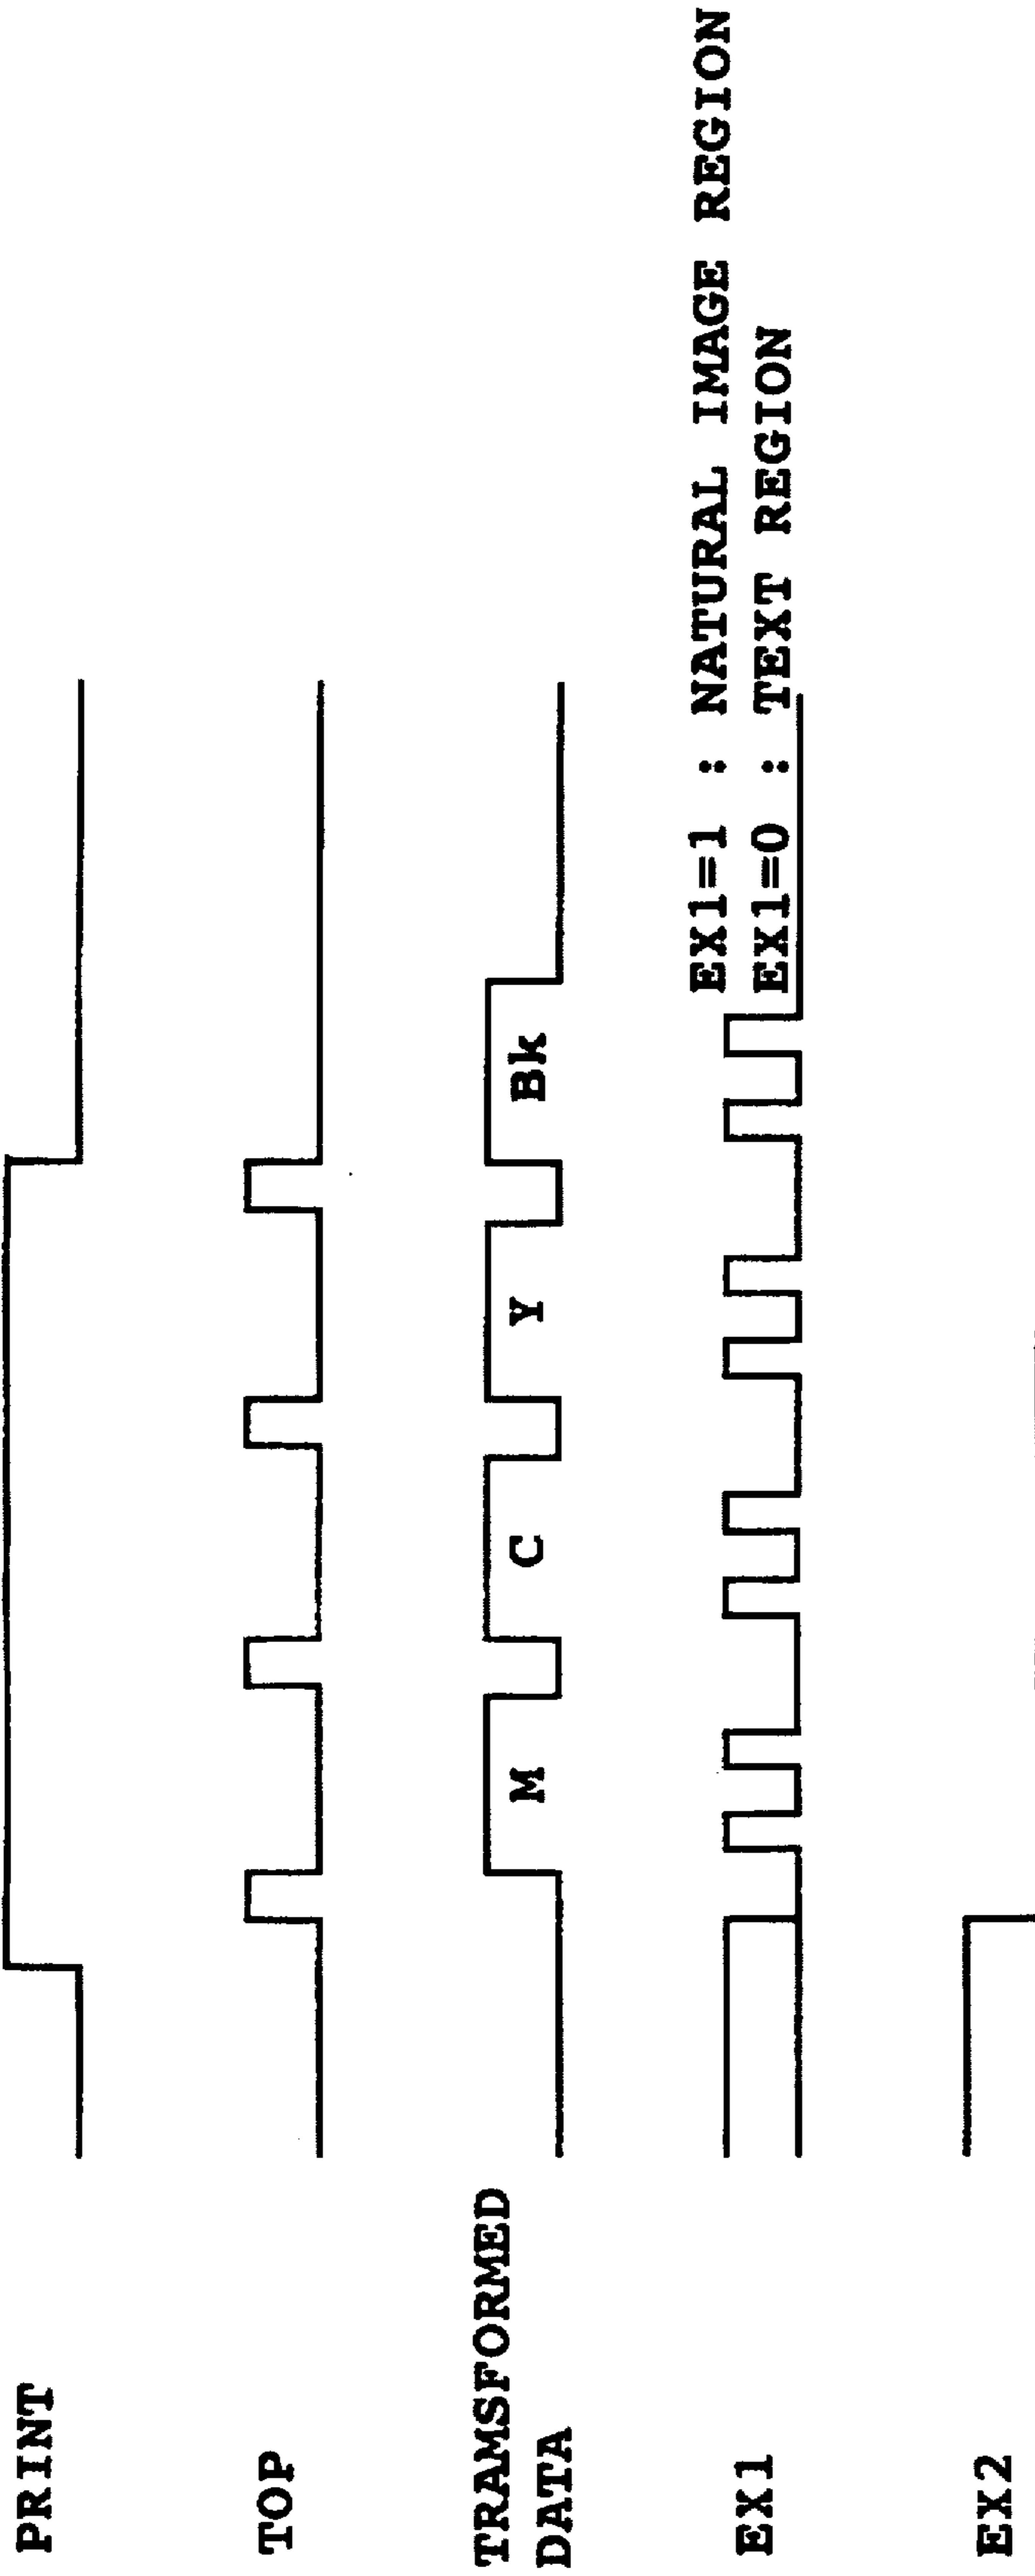 PRINT
TOP
TRAMSFORMED
DATA
M
C
Y
Bk
EX1
EX1=1 : NATURAL IMAGE REGION
EX1=0 : TEXT REGION
EX2